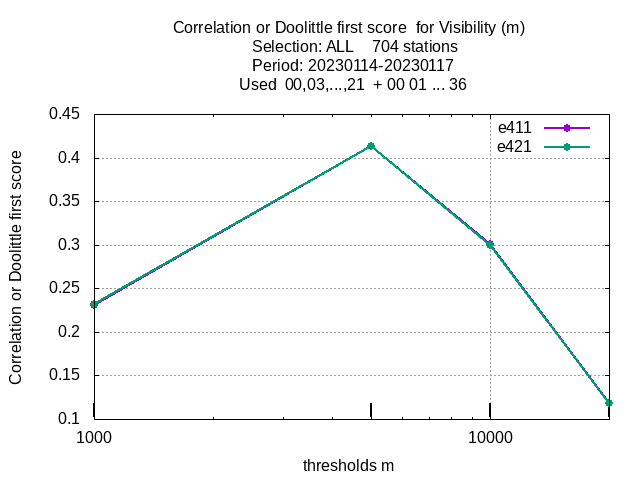 Correlation or Doolittle first score  for Visibility (m)
Selection: ALL    704 stations
Period: 20230114-20230117
Used  00,03,...,21  + 00 01 ... 36
e411
e421
Correlation or Doolittle first score
0.45
0.4
0.35
0.3
0.25
0.2
0.15
0.1
1000
10000
thresholds m